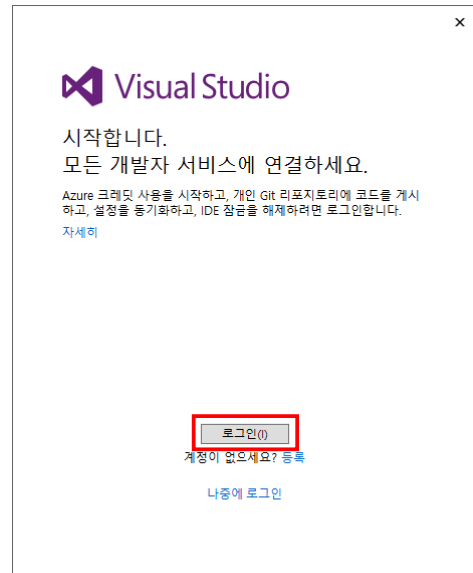 Visual Studio
시작합니다.
모든 개발자 서비스에 연결하세요.
Azure 크레딧 사용을 시작하고, 개인 Git 리포지토리에 코드를 게시
하고, 설정을 동기화하고, IDE 잠금을 해제하려면 로그인합니다.
자세히
로그인(I)
계정이 없으세요? 등록
나중에 로그인